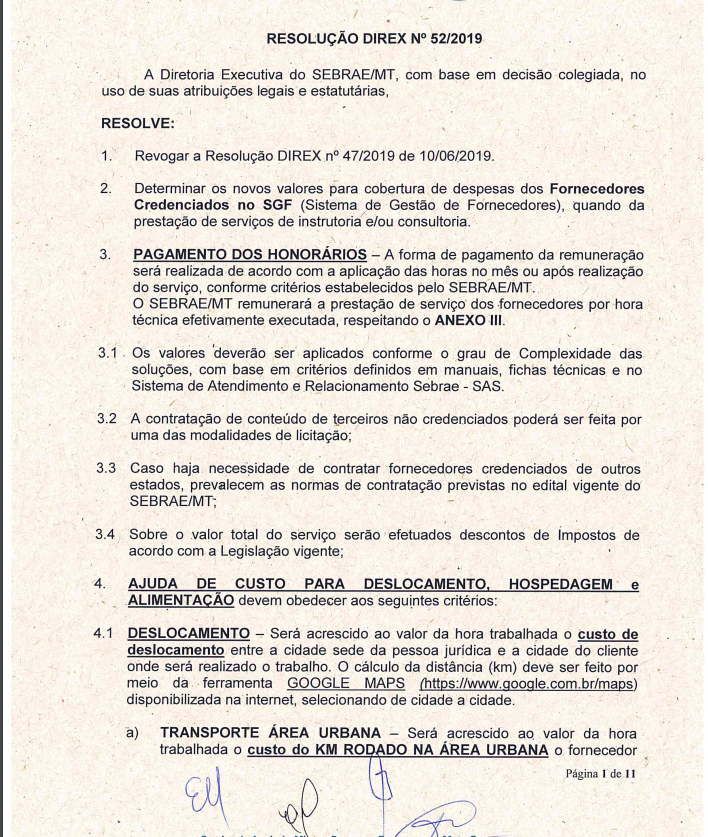 RESOLUÇÃO DIREX Nº 52/2019
A Diretoria Executiva do SEBRAE/MT, com base em decisão colegiada, no
uso de suas atribuições legais e estatutárias,
RESOLVE:
1. Revogar a Resolução DIREX nº 47/2019 de 10/06/2019.
2. Determinar os novos valores para cobertura de despesas dos Fornecedores
Credenciados no SGF (Sistema de Gestão de Fornecedores), quando da
prestação de serviços de instrutoria e/ou consultoria.
3. PAGAMENTO DOS HONORÁRIOS – A forma de pagamento da remuneração
será realizada de acordo com a aplicação das horas no mês ou após realização
do serviço, conforme critérios estabelecidos pelo SEBRAE/MT.
O SEBRAE/MT remunerará a prestação de serviço dos fornecedores por hora
técnica efetivamente executada, respeitando o ANEXO III.
3.1 Os valores deverão ser aplicados conforme o grau de Complexidade das
soluções, com base em critérios definidos em manuais, fichas técnicas e no
Sistema de Atendimento e Relacionamento Sebrae - SAS.
3.2 A contratação de conteúdo de terceiros não credenciados poderá ser feita por
uma das modalidades de licitação;
3.3 Caso haja necessidade de contratar fornecedores credenciados de outros
estados, prevalecem as normas de contratação previstas no edital vigente do
SEBRAE/MT;
3.4 Sobre o valor total do serviço serão efetuados descontos de Impostos de
acordo com a Legislação vigente;
4. AJUDA DE CUSTO PARA DESLOCAMENTO, HOSPEDAGEM e
ALIMENTAÇÃO devem obedecer aos seguintes critérios:
4.1 DESLOCAMENTO – Será acrescido ao valor da hora trabalhada o custo de
deslocamento entre a cidade sede da pessoa jurídica e a cidade do cliente
onde será realizado o trabalho. O cálculo da distância (km) deve ser feito por
meio da ferramenta GOOGLE MAPS (https://www.google.com.br/maps)
disponibilizada na internet, selecionando de cidade a cidade.
a) TRANSPORTE ÁREA URBANA – Será acrescido ao valor da hora
trabalhada o custo do KM RODADO NA ÁREA URBANA o fornecedor
Página 1 de 11